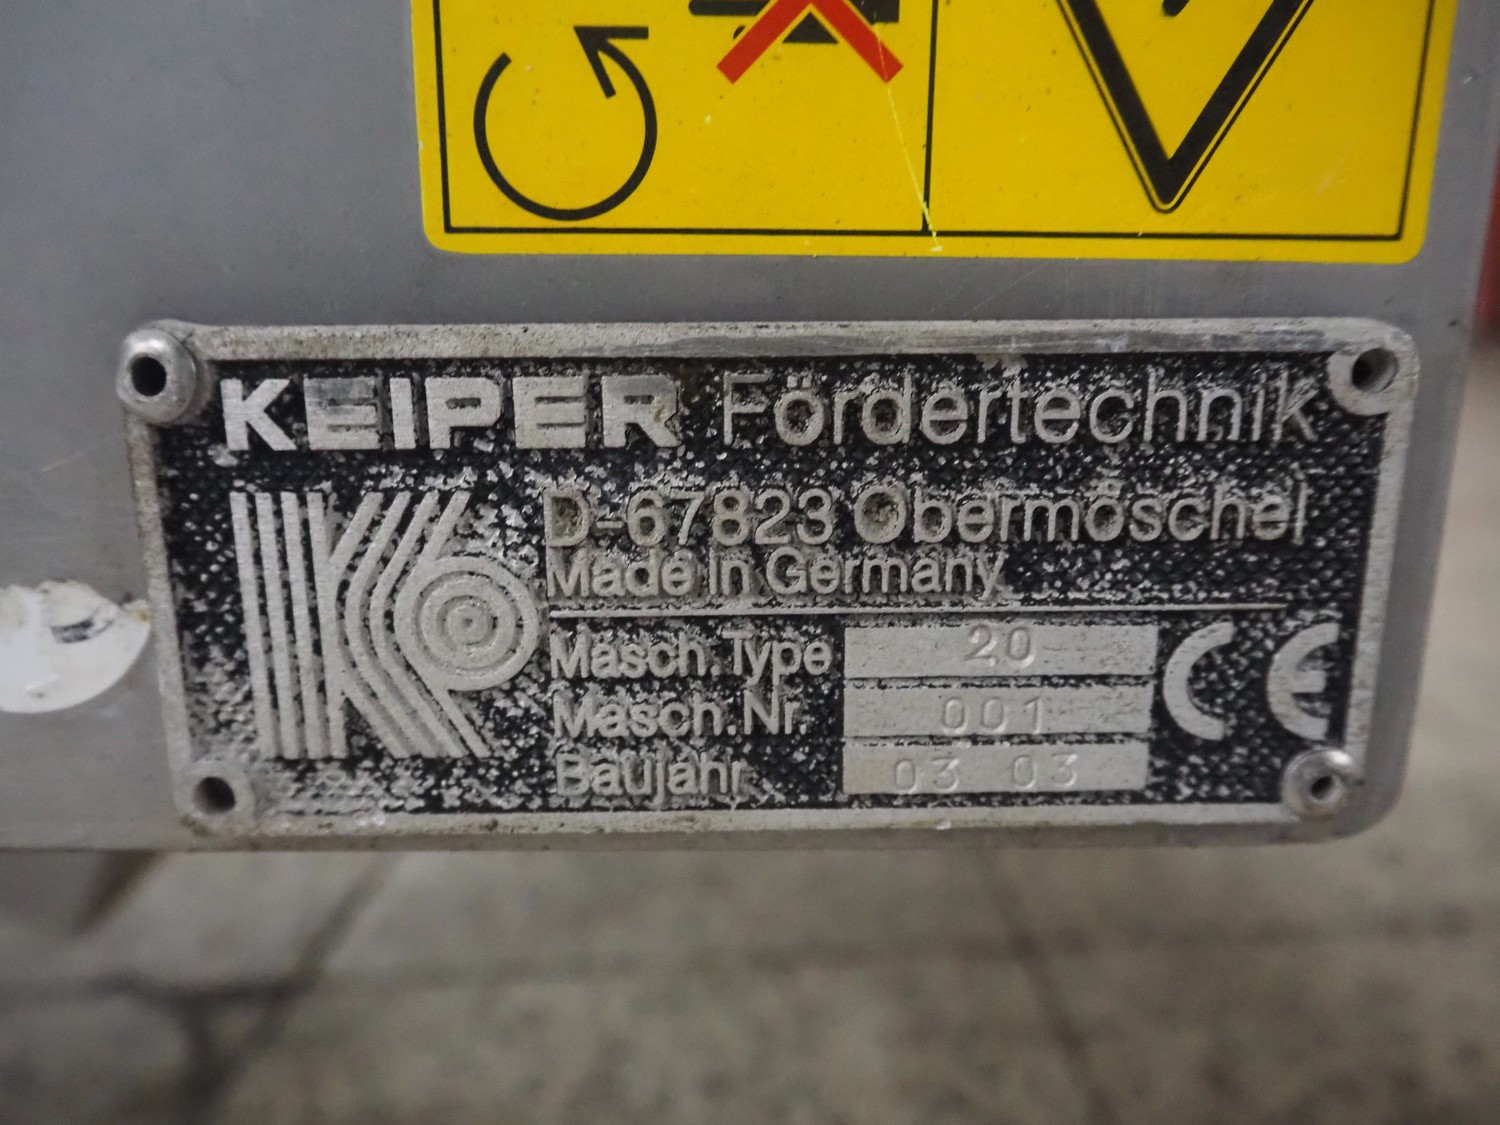 KEIPER Fördertechnik
D-67823 Obermoschel
Made in Germany
Masch. Type 20
Masch. Nr. 001
Baujahr 03 03
CE